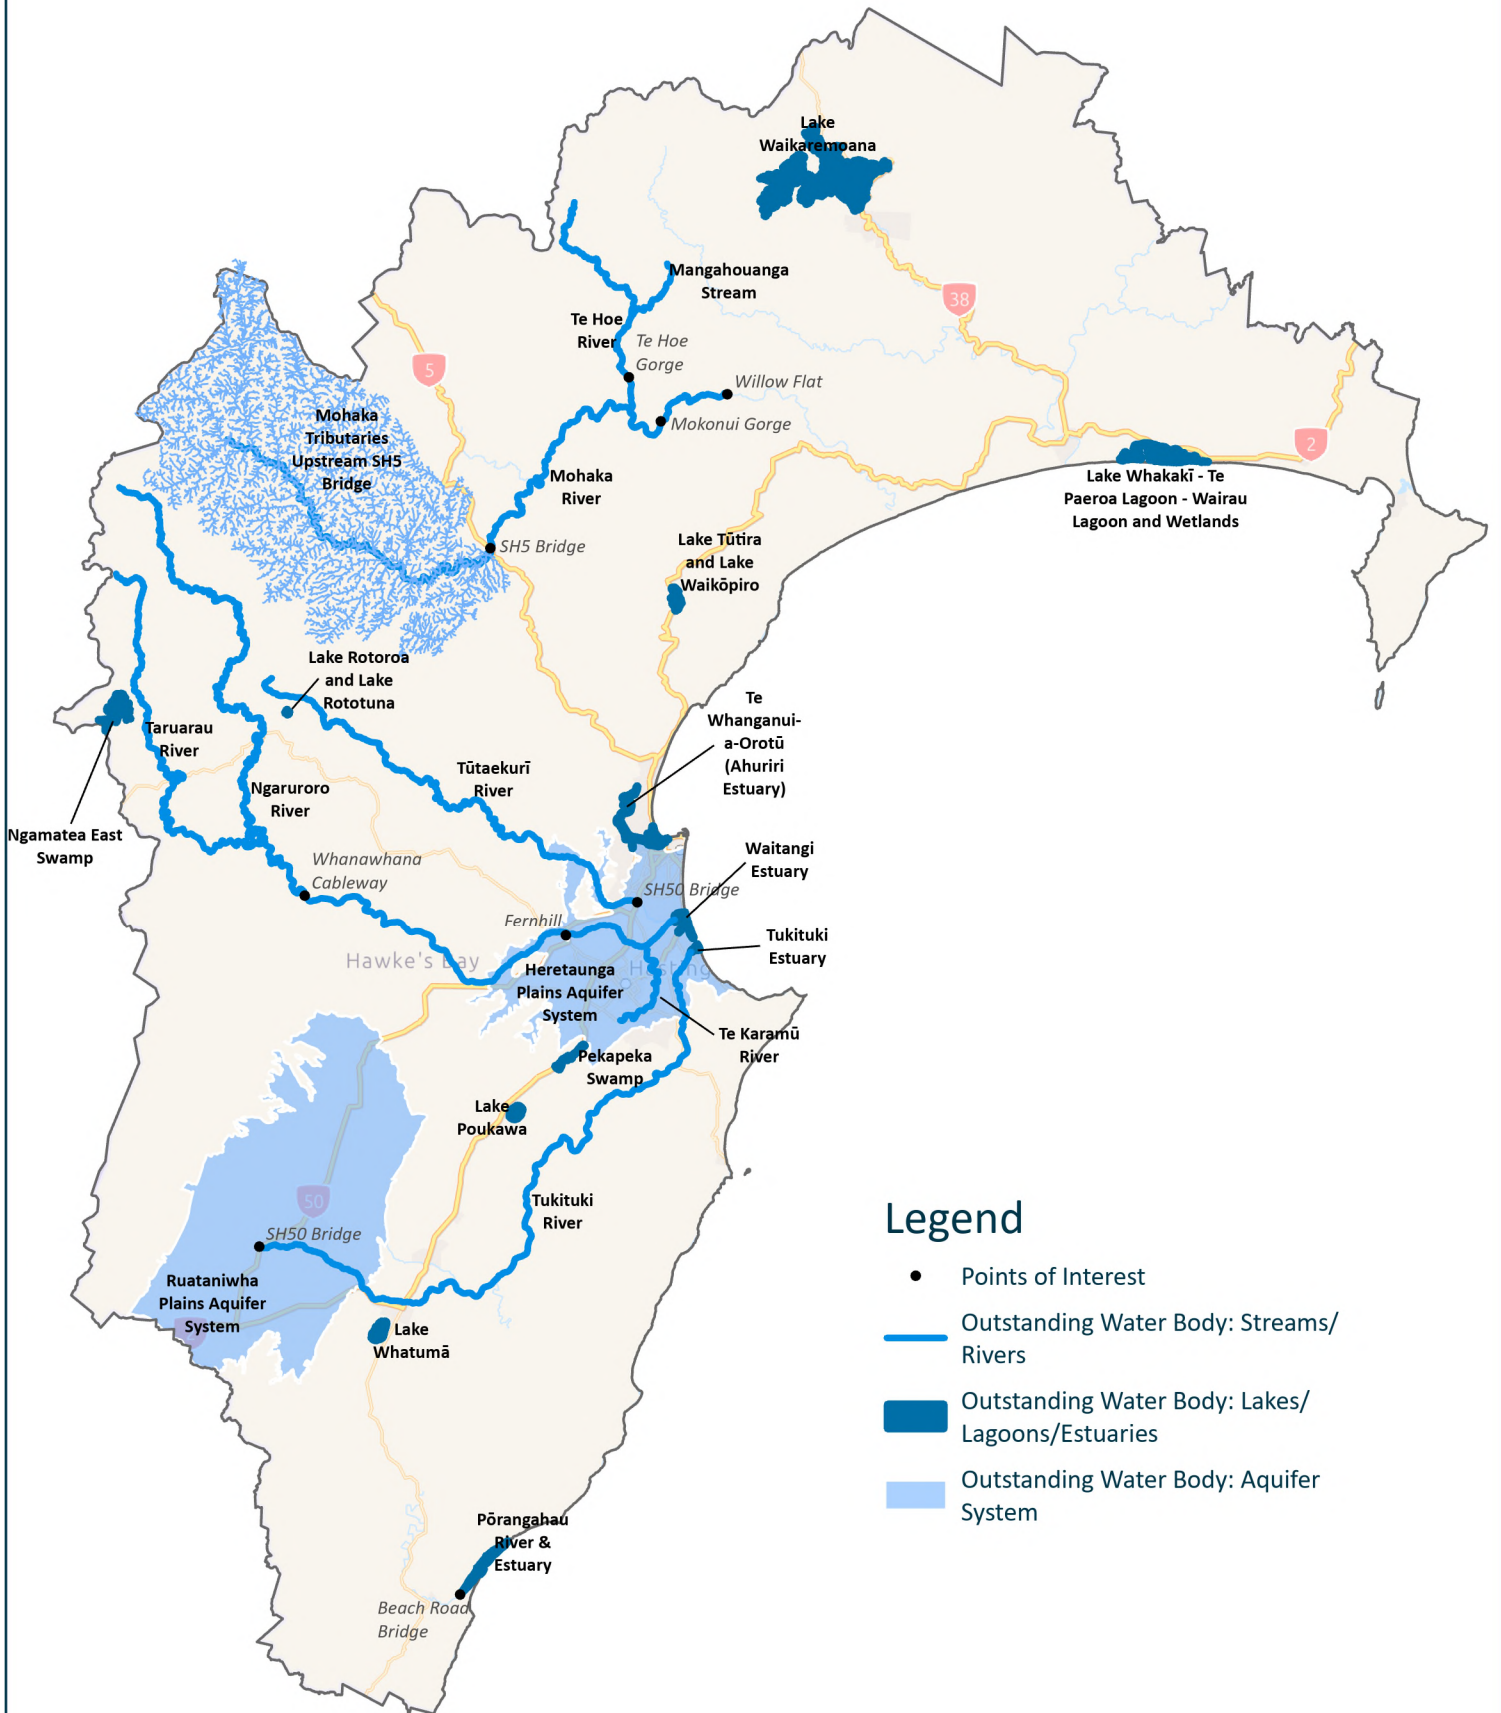 Lake
Waikaremoana
Mangahouanga
Stream
Te Hoe
River
Te Hoe
Gorge
38
5
Willow Flat
Mokonui Gorge
Mohaka
Tributaries
Upstream SH5
Bridge
Mohaka
River
2
Lake Whakakī - Te
Paeroa Lagoon - Wairau
Lagoon and Wetlands
SH5 Bridge
Lake Tūtira
and Lake
Waikōpiro
Lake Rotoroa
and Lake
Rototuna
Te
Whanganui-
a-Orotū
(Ahuriri
Estuary)
Taruarau
River
Tūtaekurī
River
Ngaruroro
River
Ngamatea East
Swamp
Whanawhana
Cableway
Waitangi
Estuary
SH50 Bridge
Fernhill
Tukituki
Estuary
Hawke's Bay
Hasting
Heretaunga
Plains Aquifer
System
Te Karamū
River
Pekapeka
Swamp
Lake
Poukawa
50
Tukituki
River
SH50 Bridge
Ruataniwha
Plains Aquifer
System
Lake
Whatumā
Pōrangahau
River &
Estuary
Beach Road
Bridge
Legend
Points of Interest
Outstanding Water Body: Streams/
Rivers
Outstanding Water Body: Lakes/
Lagoons/Estuaries
Outstanding Water Body: Aquifer
System